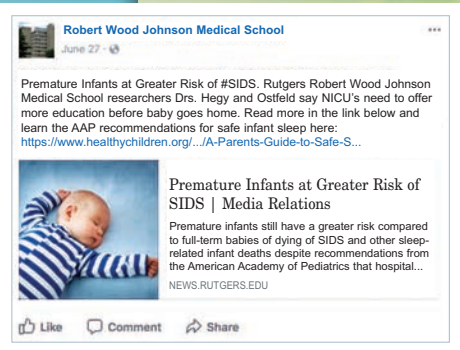 Robert Wood Johnson Medical School
June 27 ·
Premature Infants at Greater Risk of #SIDS. Rutgers Robert Wood Johnson
Medical School researchers Drs. Hegy and Ostfeld say NICU's need to offer
more education before baby goes home. Read more in the link below and
learn the AAP recommendations for safe infant sleep here:
https://www.healthychildren.org/.../A-Parents-Guide-to-Safe-S...
Premature Infants at Greater Risk of
SIDS | Media Relations
Premature infants still have a greater risk compared
to full-term babies of dying of SIDS and other sleep-
related infant deaths despite recommendations from
the American Academy of Pediatrics that hospital...
NEWS.RUTGERS.EDU
Like Comment Share